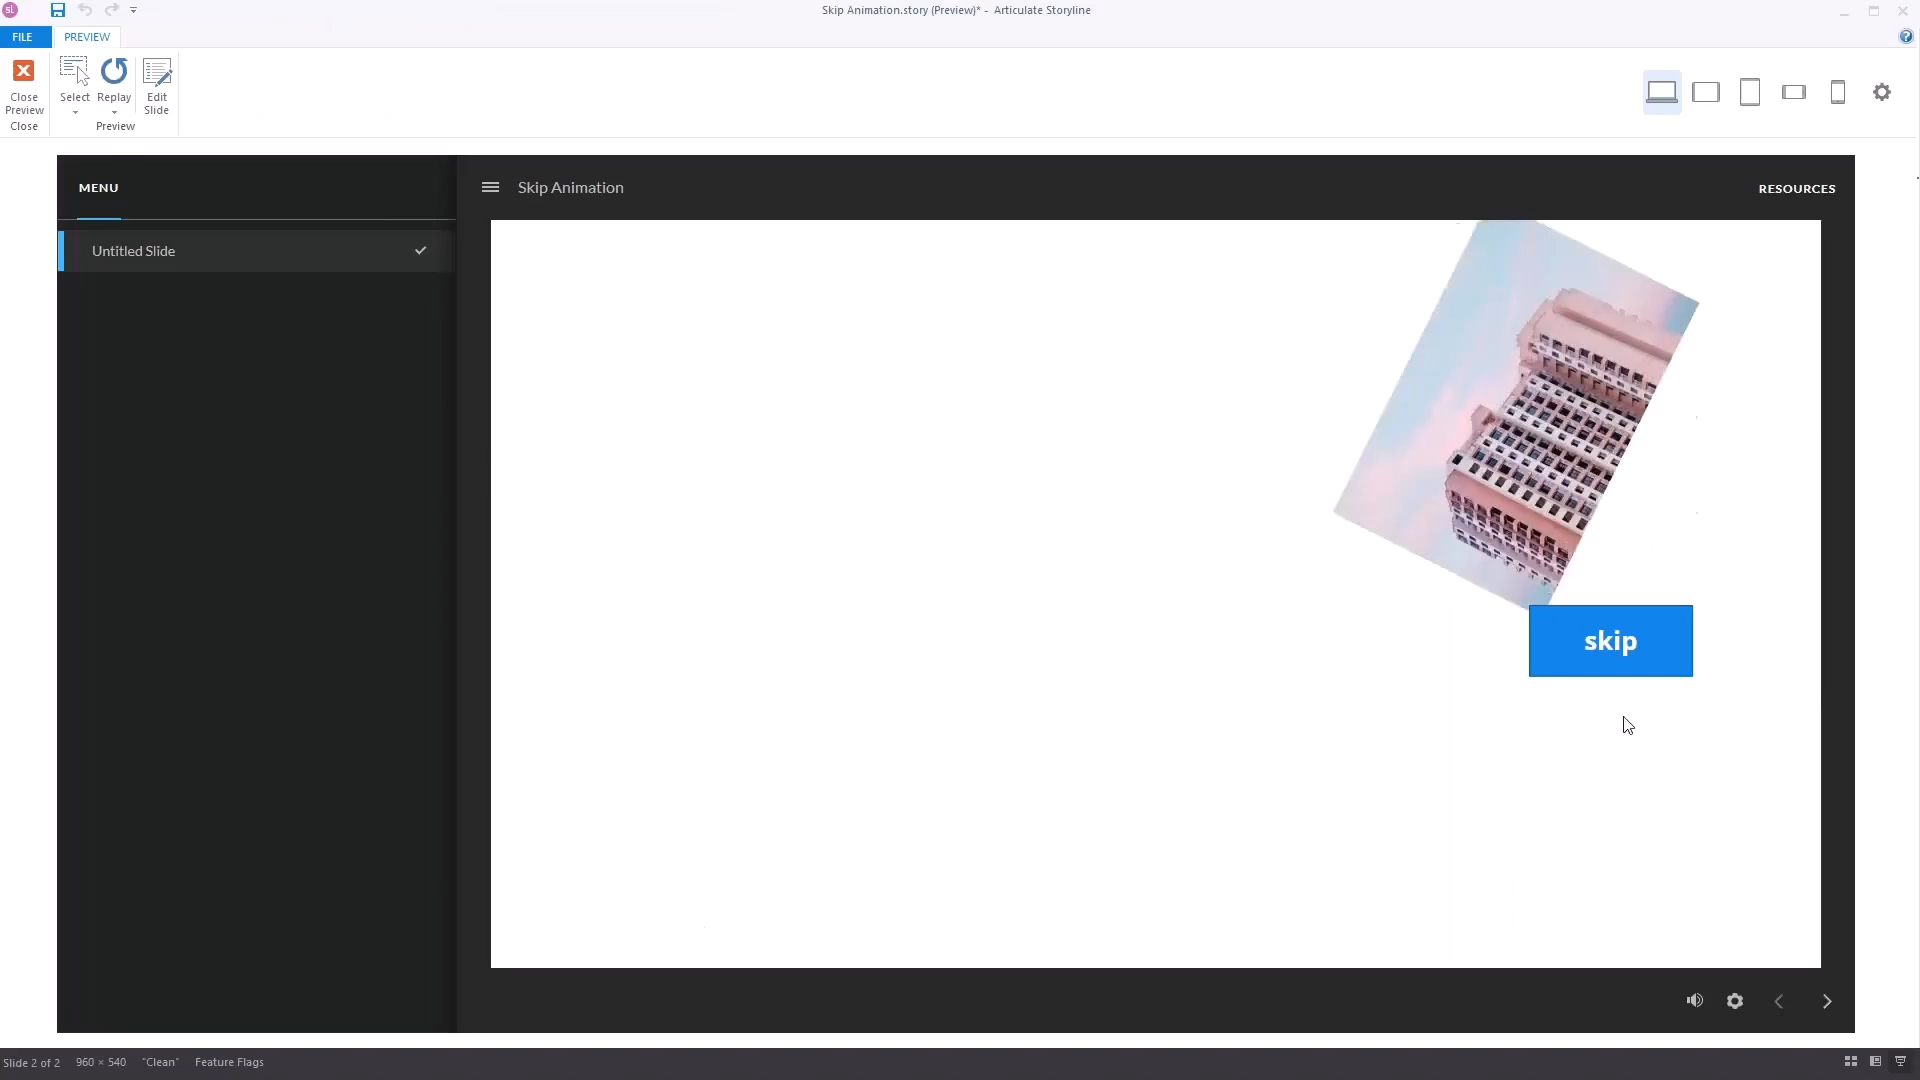 SL
Skip Animation.story (Preview)* - Articulate Storyline
FILE
PREVIEW
?
Close Preview
Select
Replay
Edit Slide
Close
Preview
MENU
Skip Animation
RESOURCES
Untitled Slide
skip
Slide 2 of 2
960 × 540
"Clean"
Feature Flags